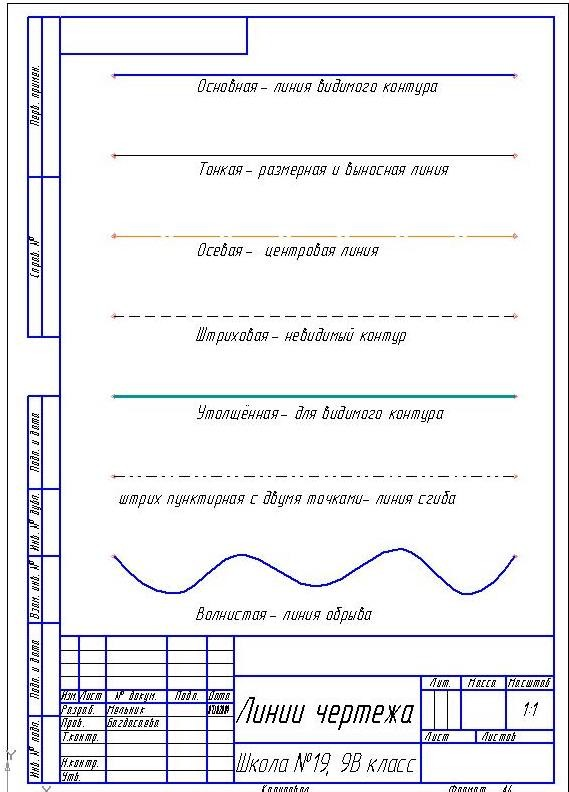 Перв. примен.
Справ. №
Подп. и дата
Инв. № дубл.
Взам. инв. №
Подп. и дата
Инв. № подл.
Основная – линия видимого контура
Тонкая – размерная и выносная линия
Осевая – центровая линия
Штриховая – невидимый контур
Утолщённая – для видимого контура
штрих пунктирная с двумя точками – линия сгиба
Волнистая – линия обрыва
Изм. Лист № докум. Подп. Дата
Разраб. Мельник
Пров. Богдасаева
Т.контр.
Н.контр.
Утв.
Линии чертежа
Школа №19, 9В класс
Лит. Масса Масштаб
1:1
Лист Листов
Копировал Формат А4
Y
X